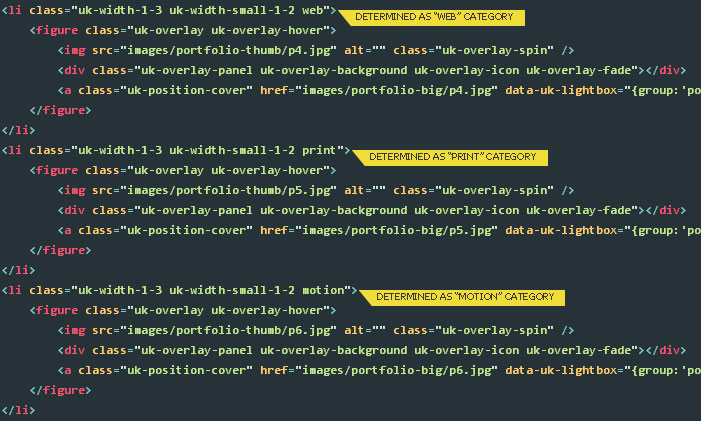 <li class="uk-width-1-3 uk-width-small-1-2 web"> DETERMINED AS "WEB" CATEGORY
<figure class="uk-overlay uk-overlay-hover">
<img src="images/portfolio-thumb/p4.jpg" alt="" class="uk-overlay-spin" />
<div class="uk-overlay-panel uk-overlay-background uk-overlay-icon uk-overlay-fade"></div>
<a class="uk-position-cover" href="images/portfolio-big/p4.jpg" data-uk-lightbox="{group:'po
</figure>
</li>
<li class="uk-width-1-3 uk-width-small-1-2 print"> DETERMINED AS "PRINT" CATEGORY
<figure class="uk-overlay uk-overlay-hover">
<img src="images/portfolio-thumb/p5.jpg" alt="" class="uk-overlay-spin" />
<div class="uk-overlay-panel uk-overlay-background uk-overlay-icon uk-overlay-fade"></div>
<a class="uk-position-cover" href="images/portfolio-big/p5.jpg" data-uk-lightbox="{group:'po
</figure>
</li>
<li class="uk-width-1-3 uk-width-small-1-2 motion"> DETERMINED AS "MOTION" CATEGORY
<figure class="uk-overlay uk-overlay-hover">
<img src="images/portfolio-thumb/p6.jpg" alt="" class="uk-overlay-spin" />
<div class="uk-overlay-panel uk-overlay-background uk-overlay-icon uk-overlay-fade"></div>
<a class="uk-position-cover" href="images/portfolio-big/p6.jpg" data-uk-lightbox="{group:'po
</figure>
</li>